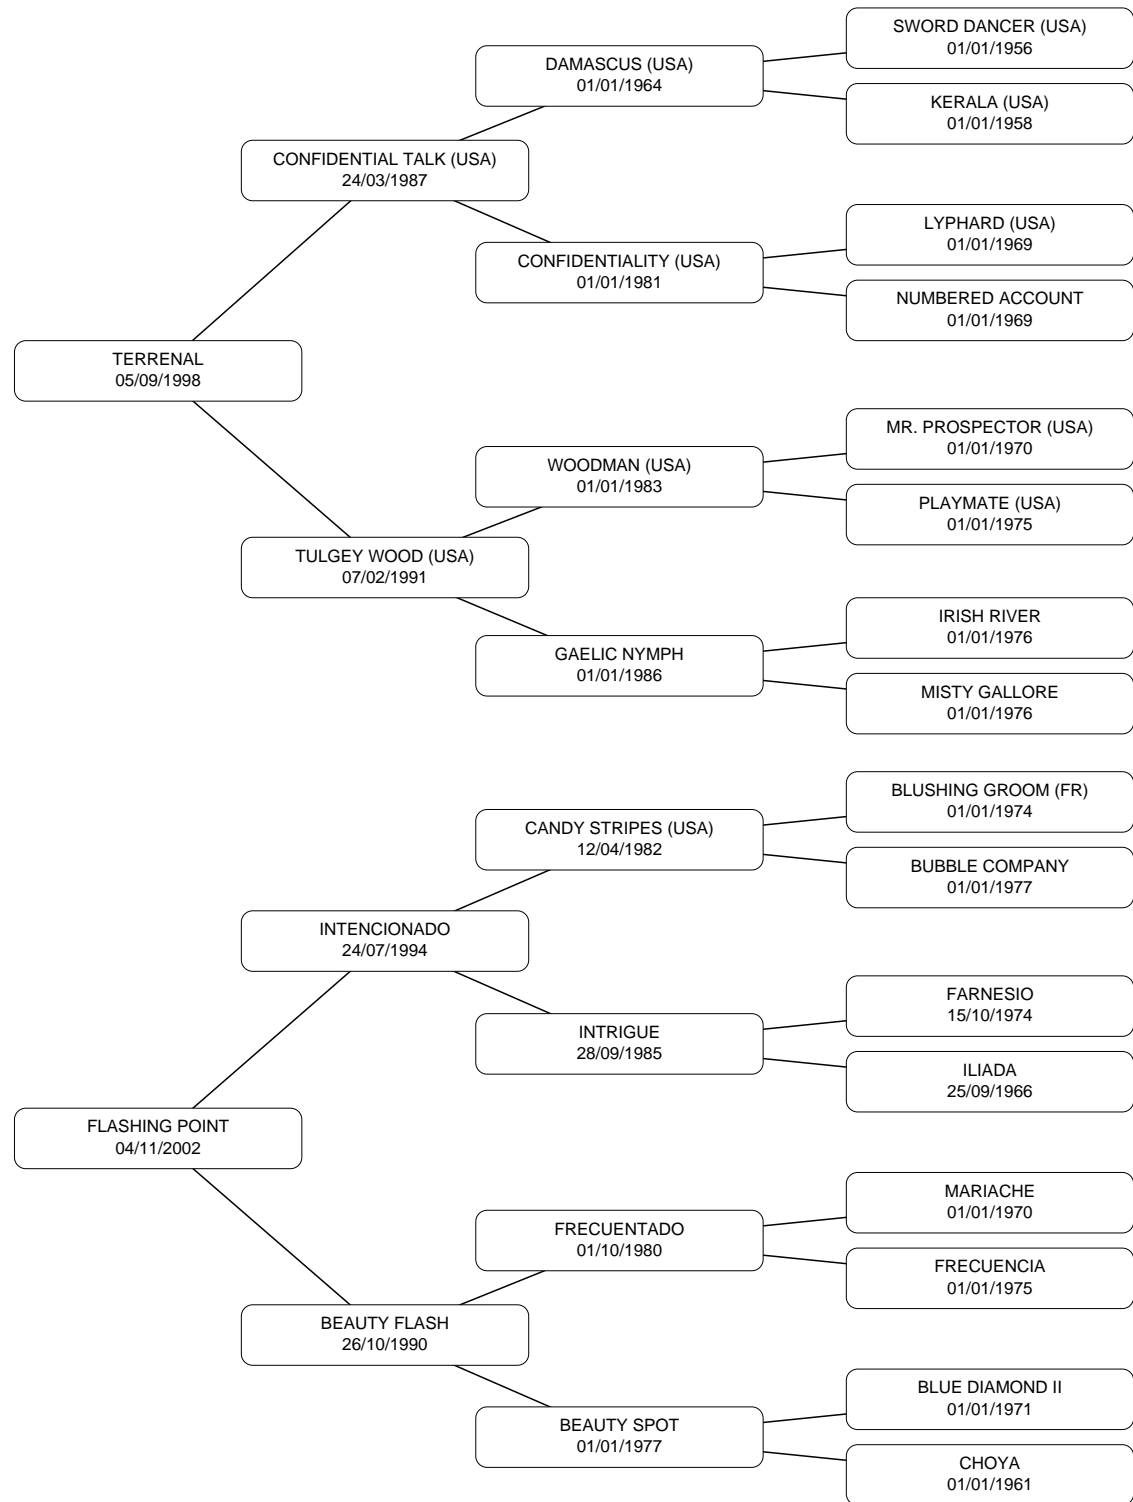 SWORD DANCER (USA)
01/01/1956
DAMASCUS (USA)
01/01/1964
KERALA (USA)
01/01/1958
CONFIDENTIAL TALK (USA)
24/03/1987
LYPHARD (USA)
01/01/1969
CONFIDENTIALITY (USA)
01/01/1981
NUMBERED ACCOUNT
01/01/1969
TERRENAL
05/09/1998
MR. PROSPECTOR (USA)
01/01/1970
WOODMAN (USA)
01/01/1983
PLAYMATE (USA)
01/01/1975
TULGEY WOOD (USA)
07/02/1991
IRISH RIVER
01/01/1976
GAELIC NYMPH
01/01/1986
MISTY GALLORE
01/01/1976
BLUSHING GROOM (FR)
01/01/1974
CANDY STRIPES (USA)
12/04/1982
BUBBLE COMPANY
01/01/1977
INTENCIONADO
24/07/1994
FARNESIO
15/10/1974
INTRIGUE
28/09/1985
ILIADA
25/09/1966
FLASHING POINT
04/11/2002
MARIACHE
01/01/1970
FRECUENTADO
01/10/1980
FRECUENCIA
01/01/1975
BEAUTY FLASH
26/10/1990
BLUE DIAMOND II
01/01/1971
BEAUTY SPOT
01/01/1977
CHOYA
01/01/1961